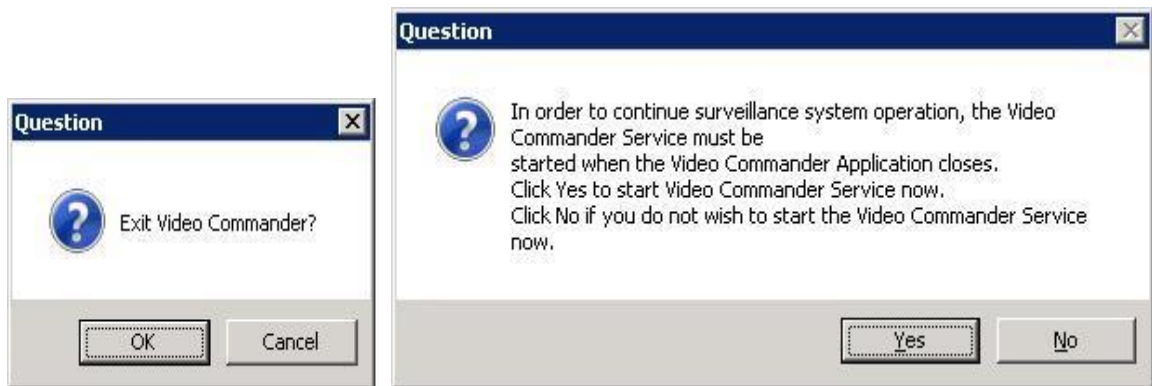 Question
Exit Video Commander?
OK
Cancel
Question
In order to continue surveillance system operation, the Video
Commander Service must be
started when the Video Commander Application closes.
Click Yes to start Video Commander Service now.
Click No if you do not wish to start the Video Commander Service
now.
Yes
No